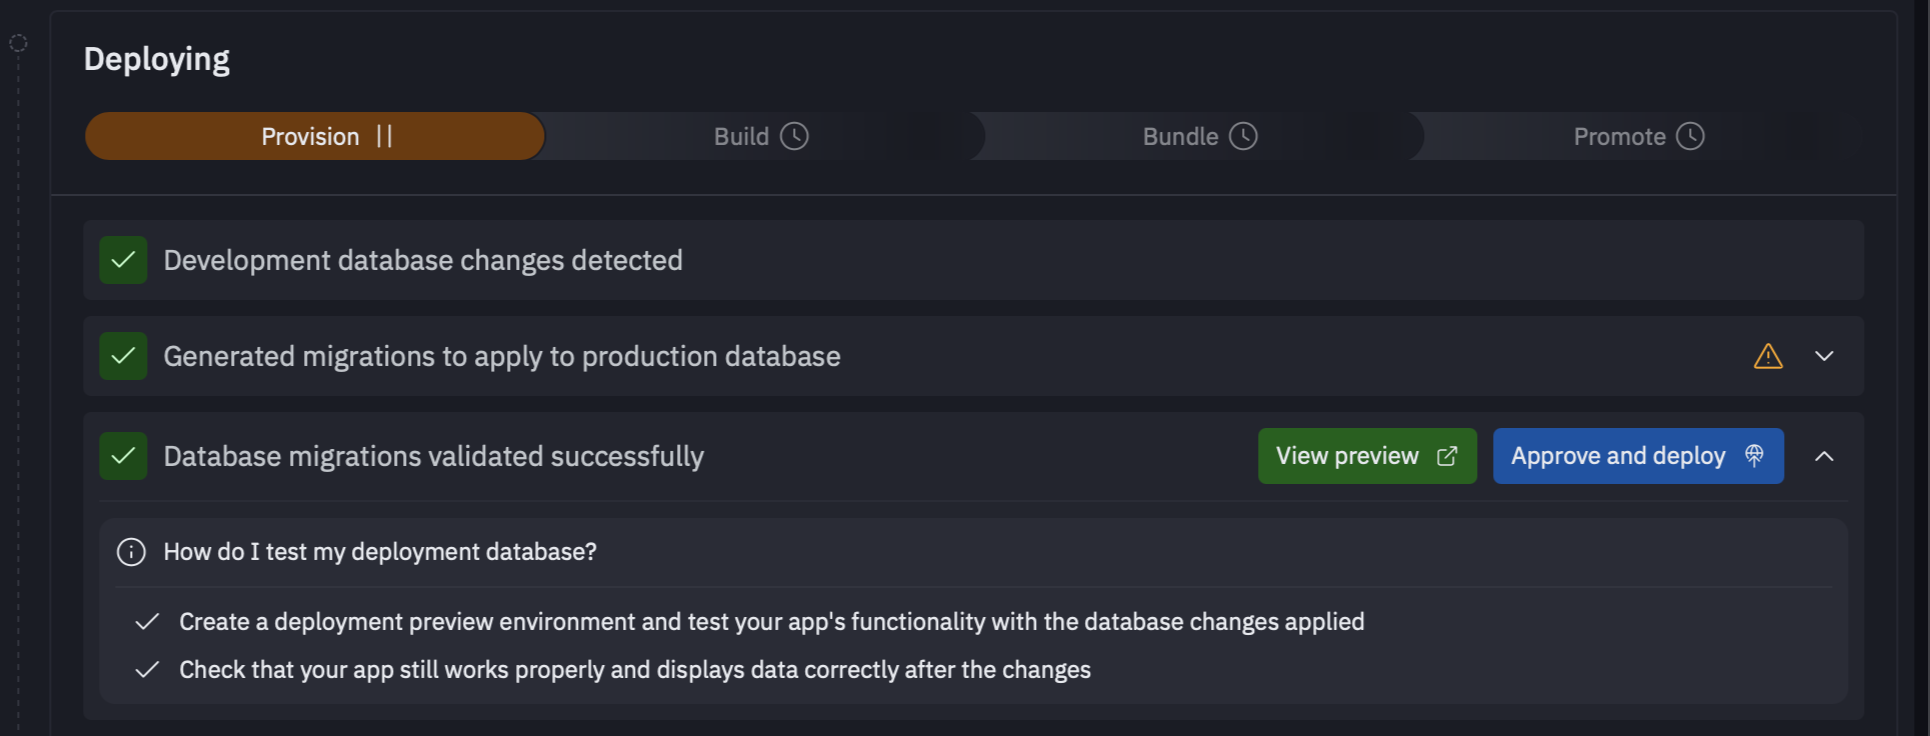 Deploying
Provision
Build
Bundle
Promote
Development database changes detected
Generated migrations to apply to production database
Database migrations validated successfully
View preview
Approve and deploy
How do I test my deployment database?
Create a deployment preview environment and test your app's functionality with the database changes applied
Check that your app still works properly and displays data correctly after the changes